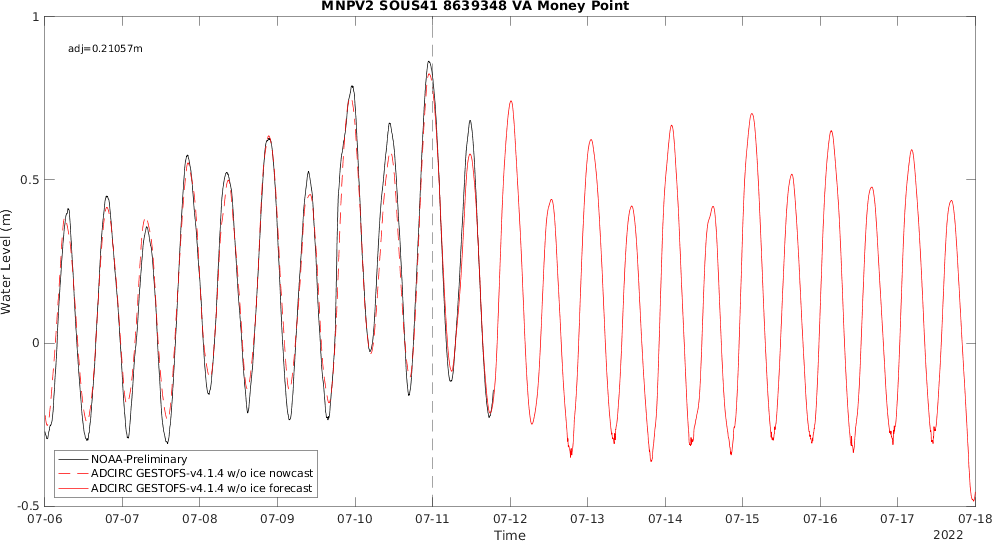 MNPV2 SOUS41 8639348 VA Money Point
1
adj=0.21057m
0.5
Water Level (m)
0
NOAA-Preliminary
ADCIRC GESTOFS-v4.1.4 w/o ice nowcast
ADCIRC GESTOFS-v4.1.4 w/o ice forecast
-0.5
07-06 07-07 07-08 07-09 07-10 07-11 07-12 07-13 07-14 07-15 07-16 07-17 07-18
Time
2022